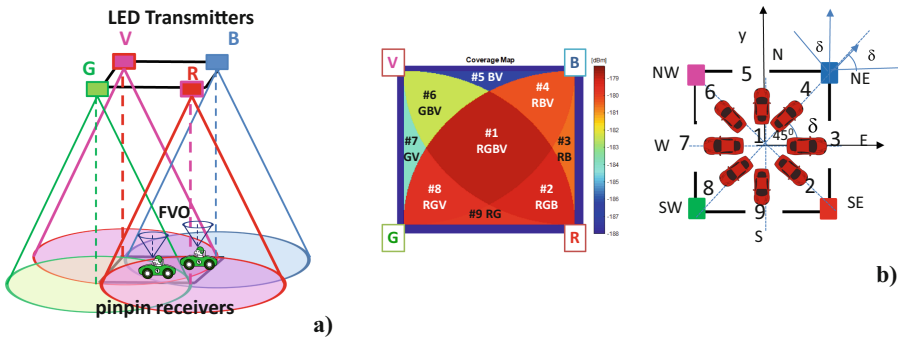 LED Transmitters
V
B
G
R
FVO
pinpin receivers
a)
Coverage Map
[dBm]
V
B
G
R
#5 BV
#6
GBV
#4
RBV
#1
RGBV
#7
GV
#3
RB
#8
RGV
#2
RGB
#9 RG
-179
-180
-181
-182
-183
-184
-185
-186
-187
-188
y
N
δ
δ
NW
5
NE
6
4
1
45⁰
δ
W
7
3
E
8
2
SW
9
SE
S
b)